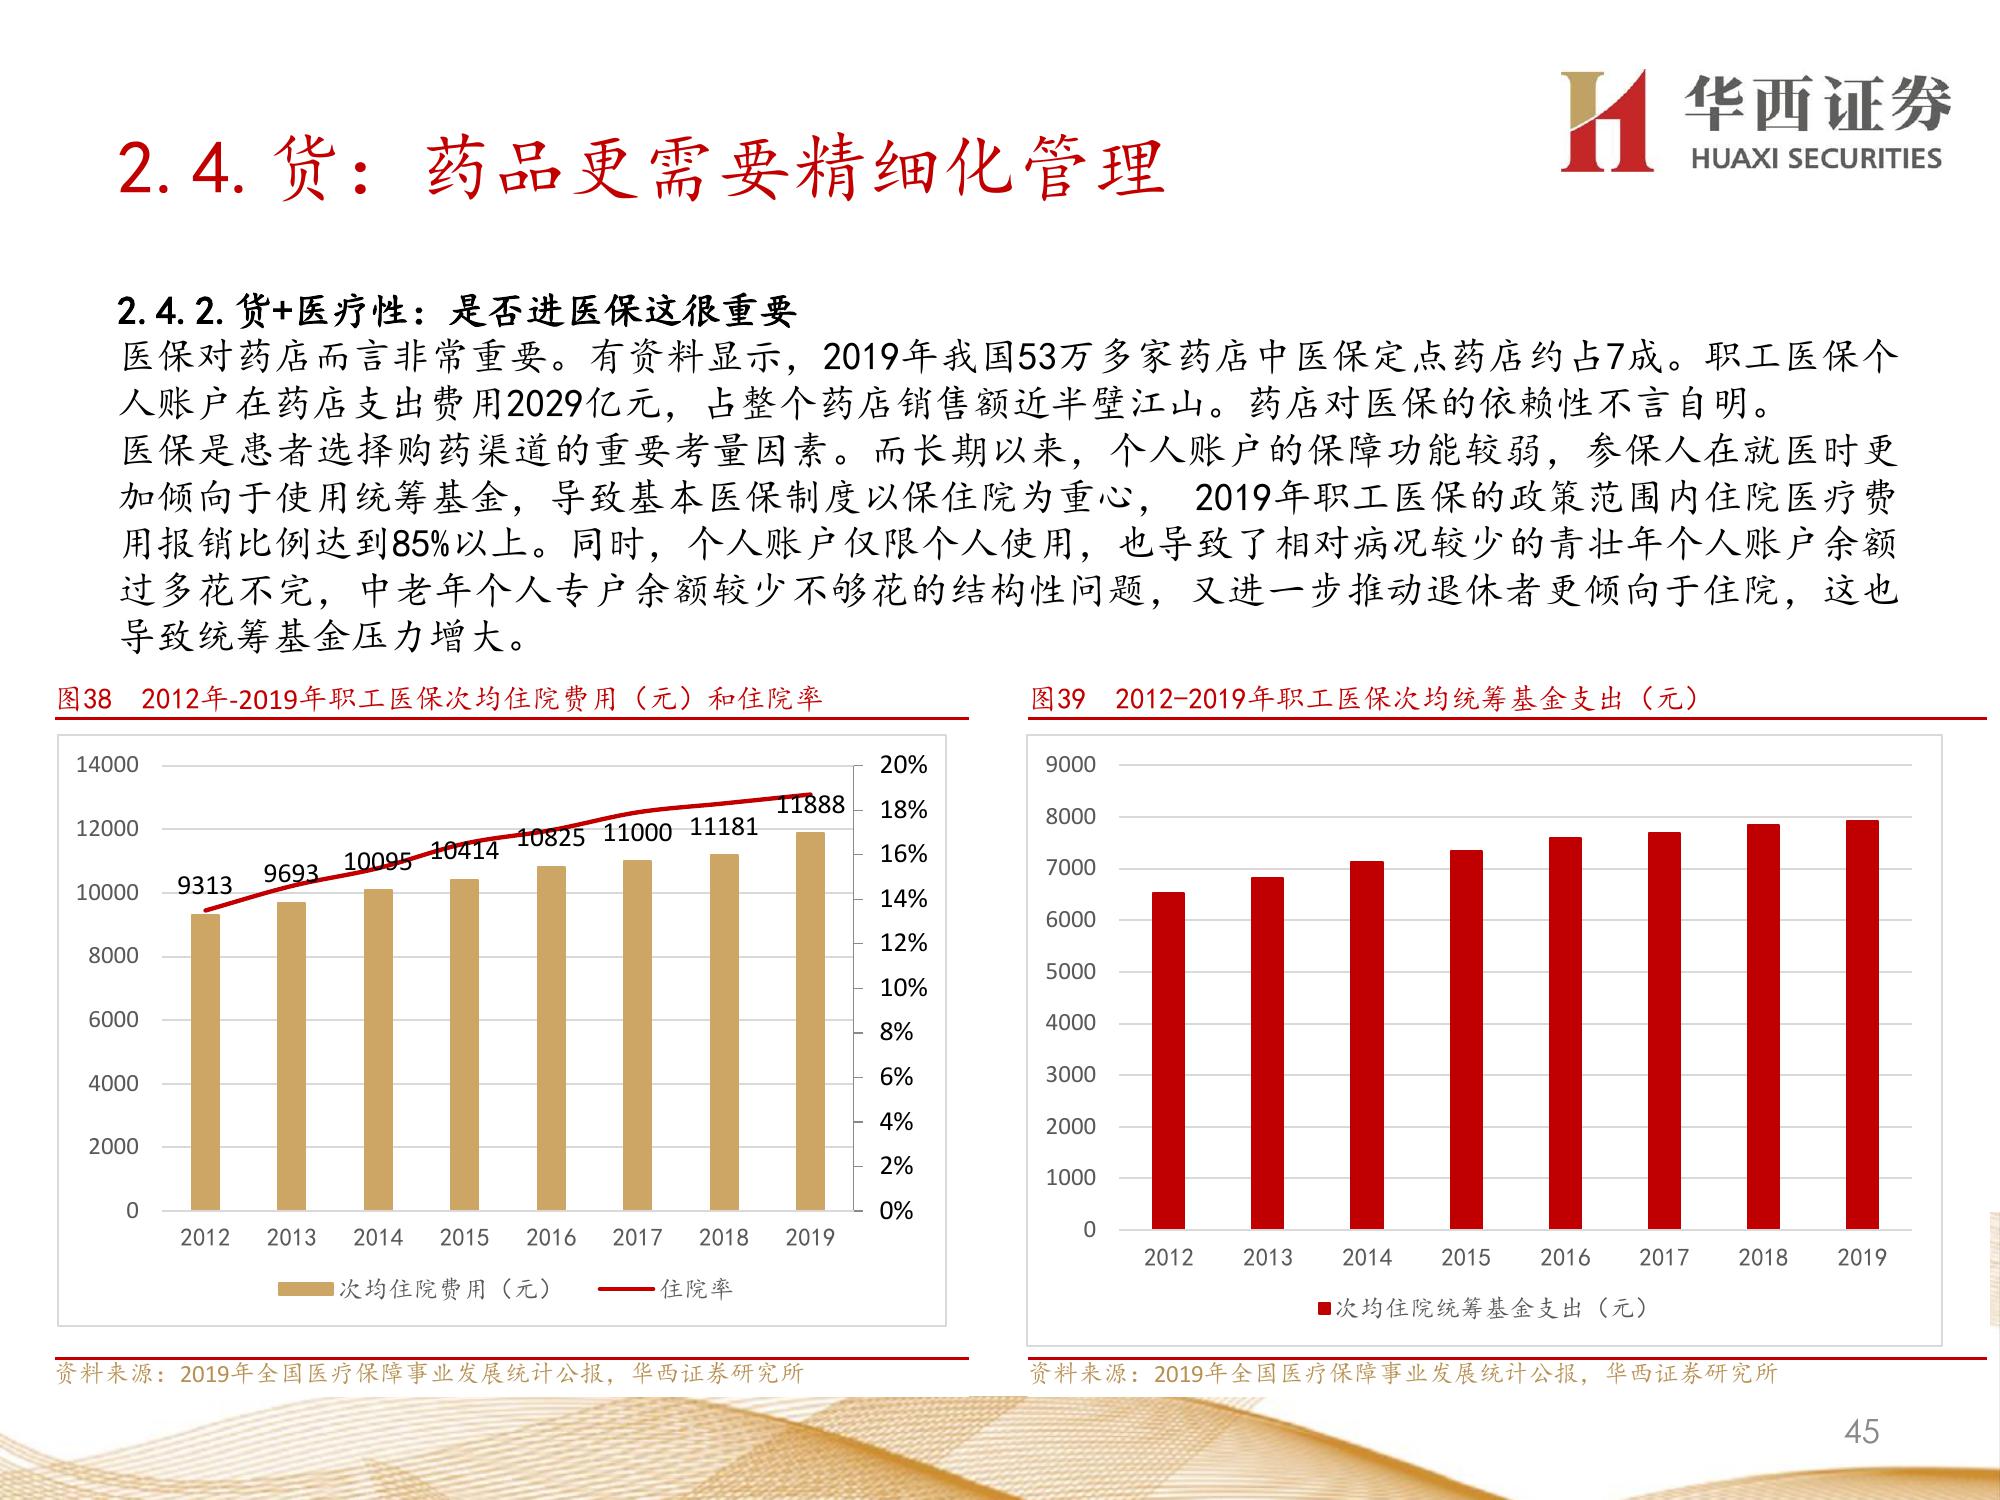 华西证券
HUAXI SECURITIES
2.4.货：药品更需要精细化管理
2.4.2.货+医疗性：是否进医保这很重要
医保对药店而言非常重要。有资料显示，2019年我国53万多家药店中医保定点药店约占7成。职工医保个
人账户在药店支出费用2029亿元，占整个药店销售额近半壁江山。药店对医保的依赖性不言自明。
医保是患者选择购药渠道的重要考量因素。而长期以来，个人账户的保障功能较弱，参保人在就医时更
加倾向于使用统筹基金，导致基本医保制度以保住院为重心， 2019年职工医保的政策范围内住院医疗费
用报销比例达到85%以上。同时，个人账户仅限个人使用，也导致了相对病况较少的青壮年个人账户余额
过多花不完，中老年个人专户余额较少不够花的结构性问题，又进一步推动退休者更倾向于住院，这也
导致统筹基金压力增大。
图38 2012年-2019年职工医保次均住院费用（元）和住院率
14000
12000
10000
8000
6000
4000
2000
0
20%
18%
16%
14%
12%
10%
8%
6%
4%
2%
0%
9313
9693
10095
10414
10825
11000
11181
11888
2012 2013 2014 2015 2016 2017 2018 2019
次均住院费用（元） 住院率
资料来源：2019年全国医疗保障事业发展统计公报，华西证券研究所
图39 2012-2019年职工医保次均统筹基金支出（元）
9000
8000
7000
6000
5000
4000
3000
2000
1000
0
2012 2013 2014 2015 2016 2017 2018 2019
次均住院统筹基金支出（元）
资料来源：2019年全国医疗保障事业发展统计公报，华西证券研究所
45